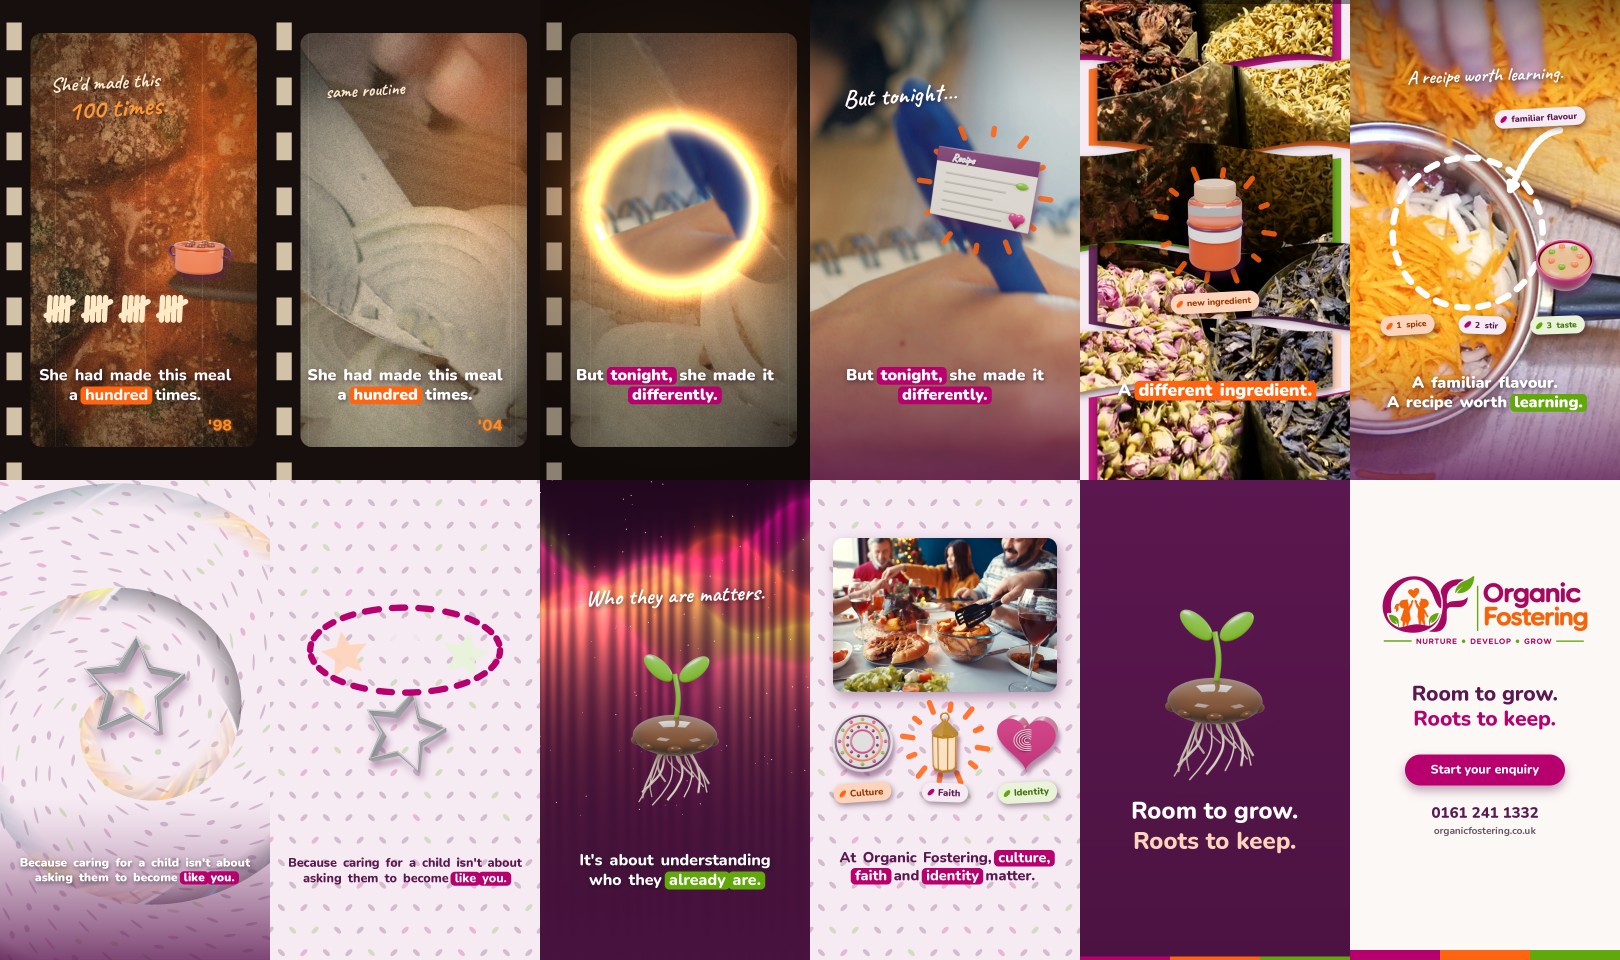 She'd made this
100 times
She had made this meal
a hundred times.
'98
same routine
She had made this meal
a hundred times.
'04
But tonight, she made it
differently.
But tonight...
Recipe
But tonight, she made it
differently.
new ingredient
A different ingredient.
A recipe worth learning.
familiar flavour
1 spice
2 stir
3 taste
A familiar flavour.
A recipe worth learning.
Because caring for a child isn't about
asking them to become like you.
Because caring for a child isn't about
asking them to become like you.
Who they are matters.
It's about understanding
who they already are.
Culture
Faith
Identity
At Organic Fostering, culture,
faith and identity matter.
Room to grow.
Roots to keep.
OF Organic
Fostering
NURTURE • DEVELOP • GROW
Room to grow.
Roots to keep.
Start your enquiry
0161 241 1332
organicfostering.co.uk